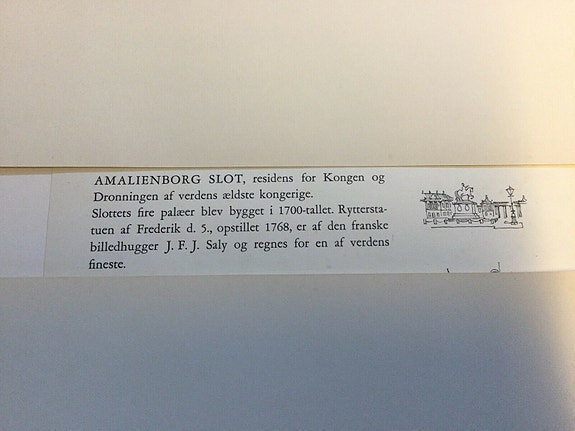 AMALIENBORG SLOT, residens for Kongen og
Dronningen af verdens ældste kongerige.
Slottets fire palæer blev bygget i 1700-tallet. Ryttersta-
tuen af Frederik d. 5., opstillet 1768, er af den franske
billedhugger J. F. J. Saly og regnes for en af verdens
fineste.